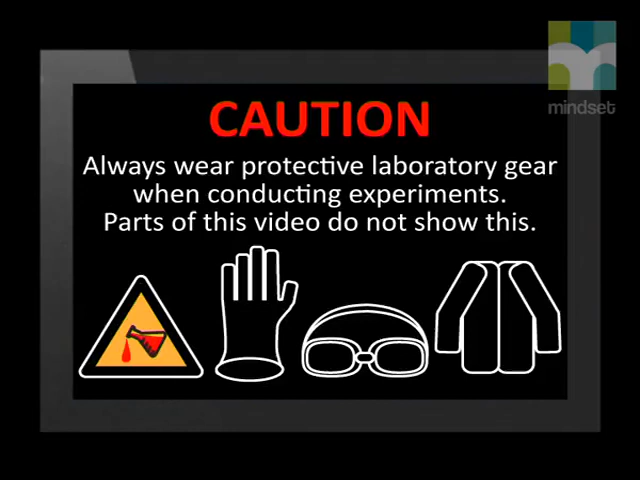 mindset
CAUTION
Always wear protective laboratory gear
when conducting experiments.
Parts of this video do not show this.